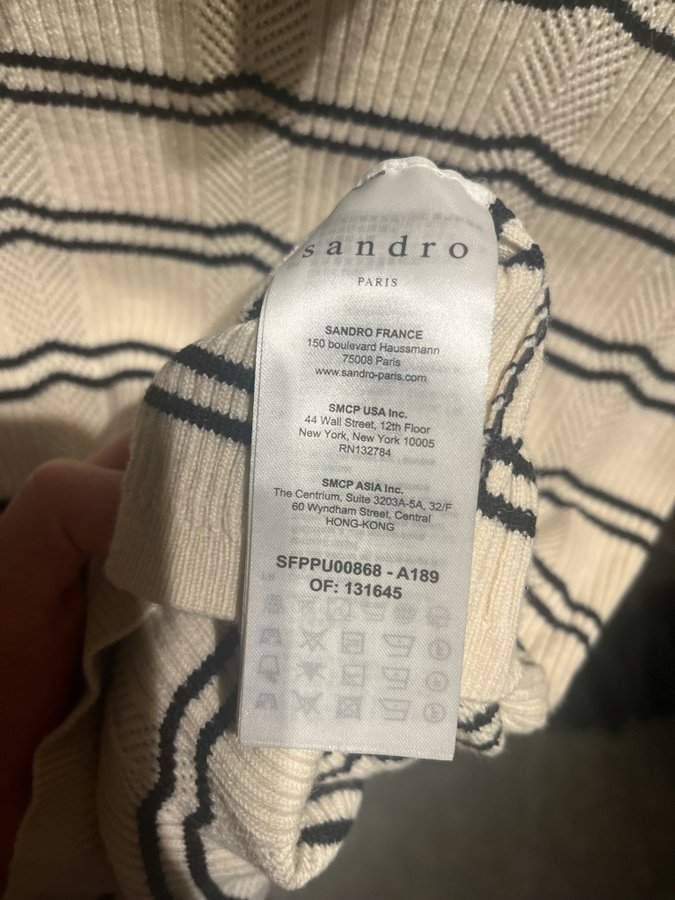 sandro
PARIS
SANDRO FRANCE
150 boulevard Haussmann
75008 Paris
www.sandro-paris.com
SMCP USA Inc.
44 Wall Street, 12th Floor
New York, New York 10005
RN132784
SMCP ASIA Inc.
The Centrium, Suite 3203A-5A, 32/F
60 Wyndham Street, Central
HONG-KONG
SFPPU00868 - A189
OF: 131645